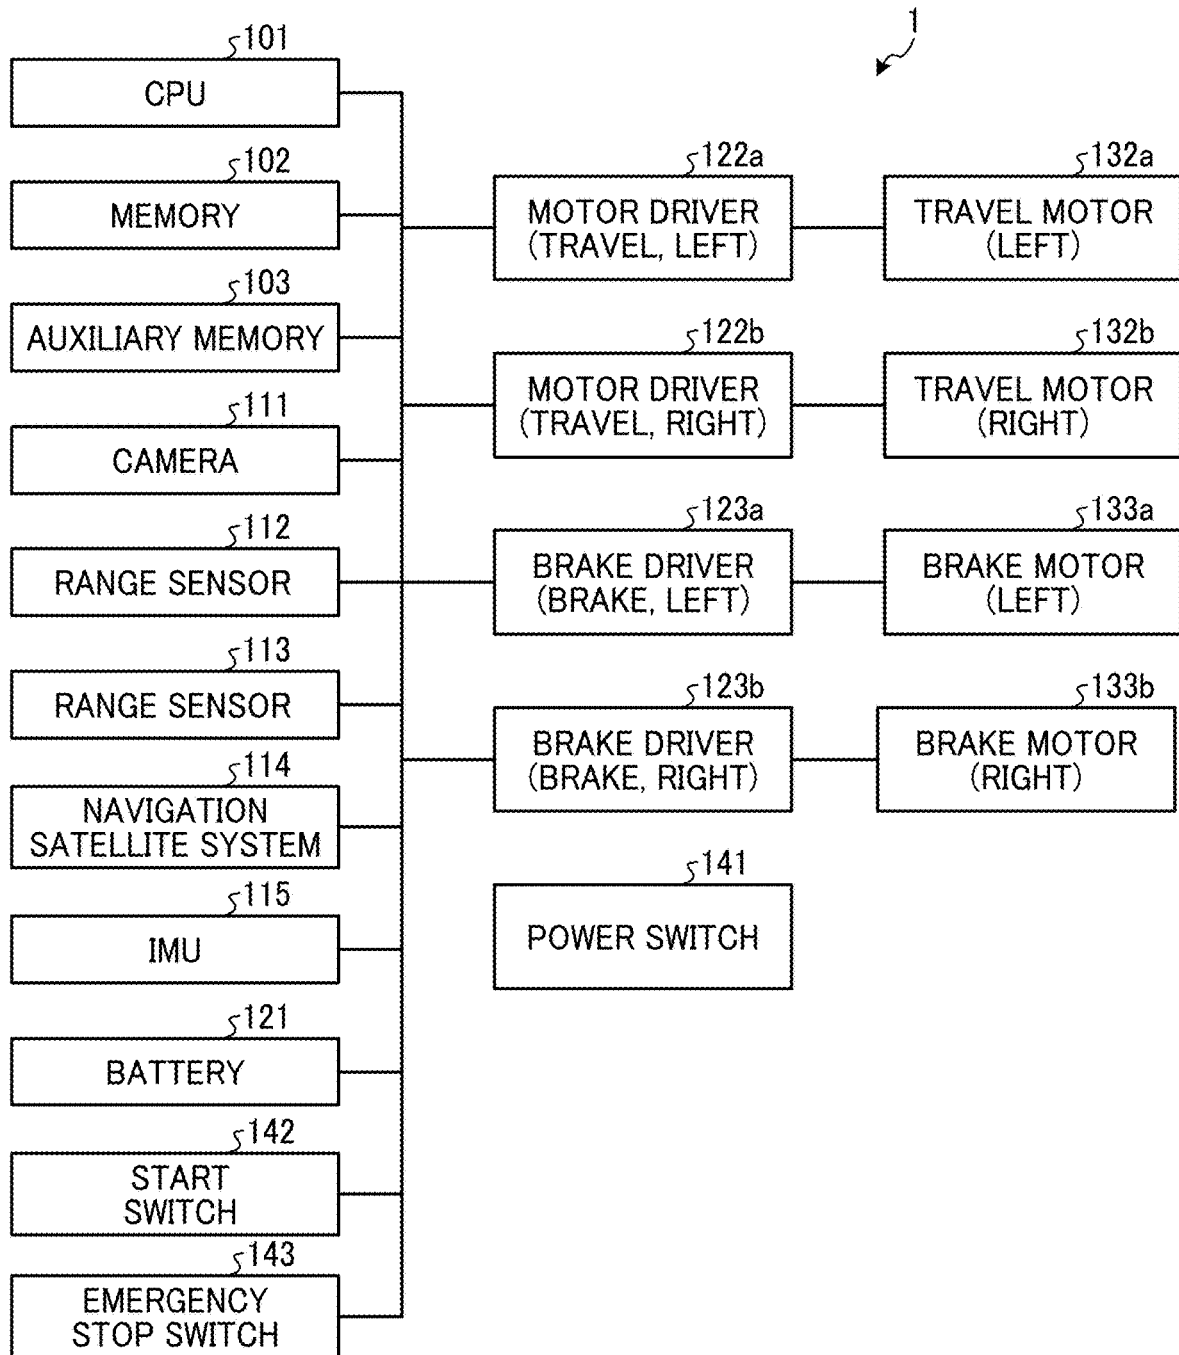 1
101
CPU
102
MEMORY
103
AUXILIARY MEMORY
111
CAMERA
112
RANGE SENSOR
113
RANGE SENSOR
114
NAVIGATION
SATELLITE SYSTEM
115
IMU
121
BATTERY
142
START
SWITCH
143
EMERGENCY
STOP SWITCH
122a
MOTOR DRIVER
(TRAVEL, LEFT)
132a
TRAVEL MOTOR
(LEFT)
122b
MOTOR DRIVER
(TRAVEL, RIGHT)
132b
TRAVEL MOTOR
(RIGHT)
123a
BRAKE DRIVER
(BRAKE, LEFT)
133a
BRAKE MOTOR
(LEFT)
123b
BRAKE DRIVER
(BRAKE, RIGHT)
133b
BRAKE MOTOR
(RIGHT)
141
POWER SWITCH